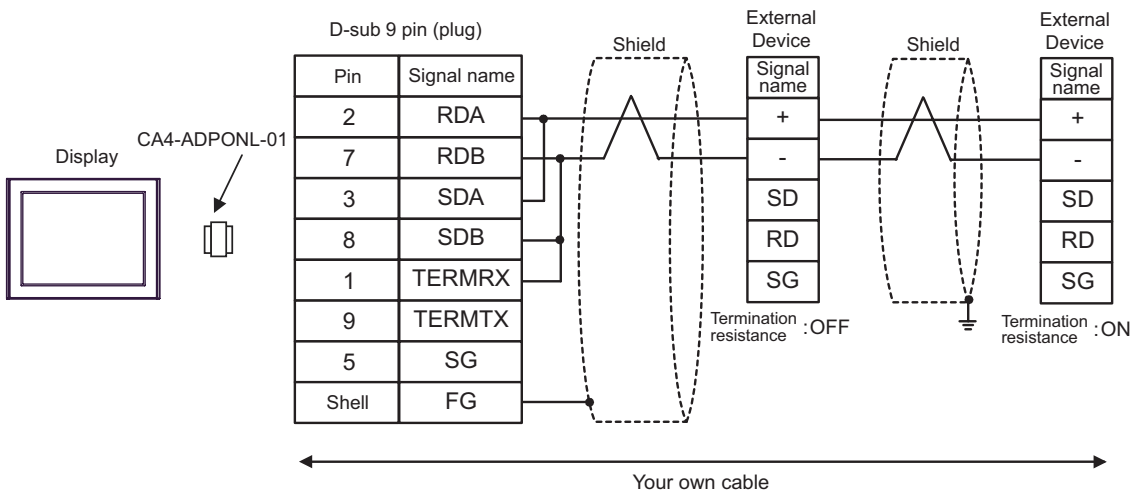 D-sub 9 pin (plug)
Shield
External
Device
Shield
External
Device
Pin Signal name
2 RDA
7 RDB
3 SDA
8 SDB
1 TERMRX
9 TERMTX
5 SG
Shell FG
CA4-ADPONL-01
Display
Signal
name
+
-
SD
RD
SG
Termination
resistance :OFF
Signal
name
+
-
SD
RD
SG
Termination
resistance :ON
Your own cable